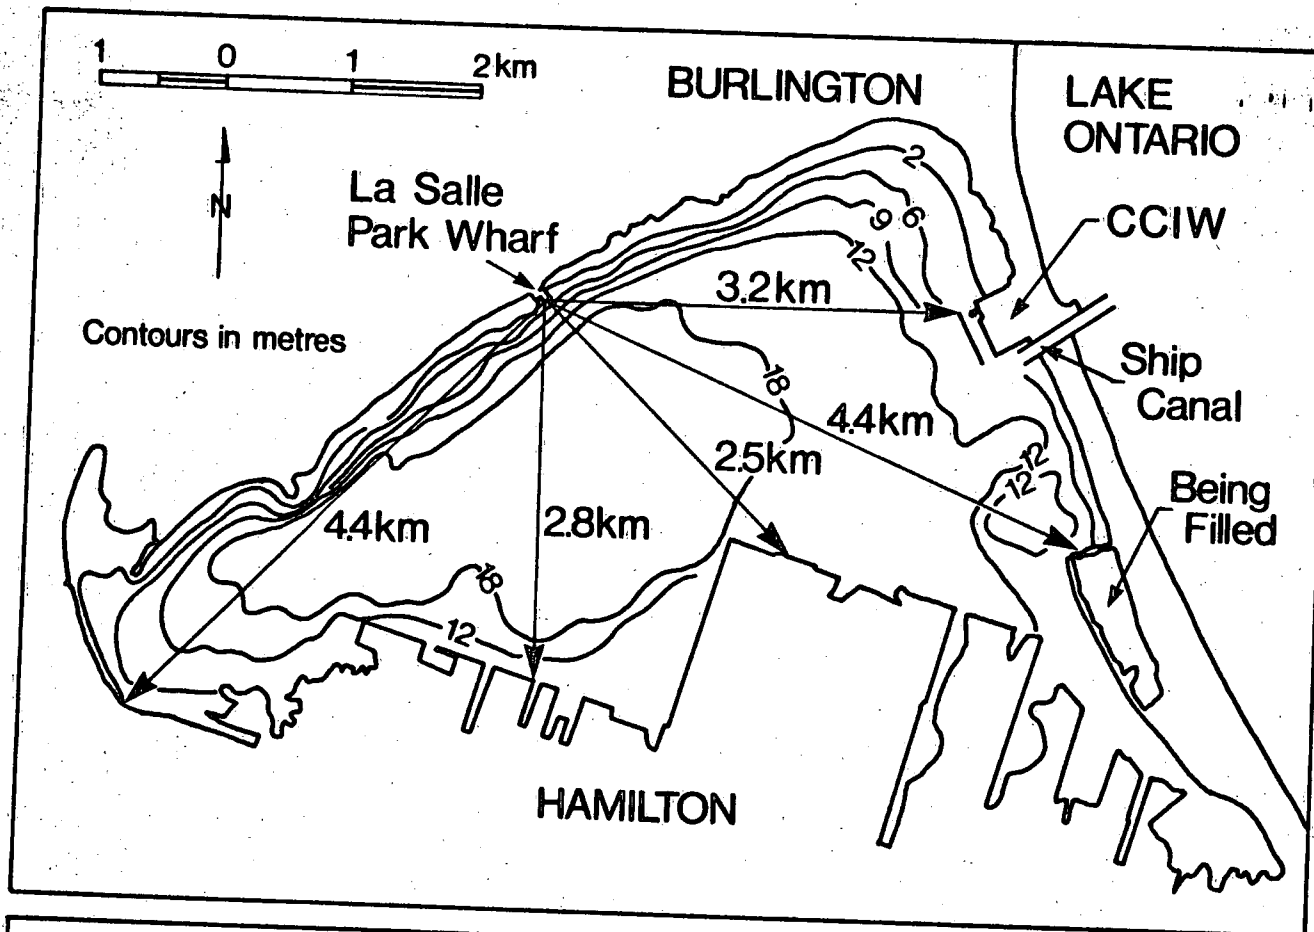 1 0 1 2km
BURLINGTON
LAKE
ONTARIO
N
La Salle
Park Wharf
2
6
9
12
CCIW
3.2km
Contours in metres
Ship
Canal
18
4.4km
2.5km
12
12
Being
Filled
4.4km
2.8km
18
12
HAMILTON